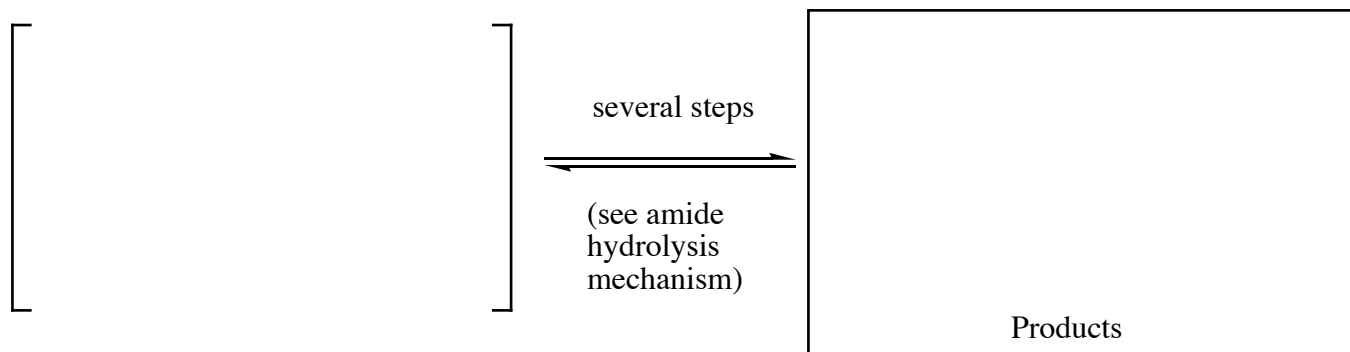 several steps
(see amide
hydrolysis
mechanism)
Products